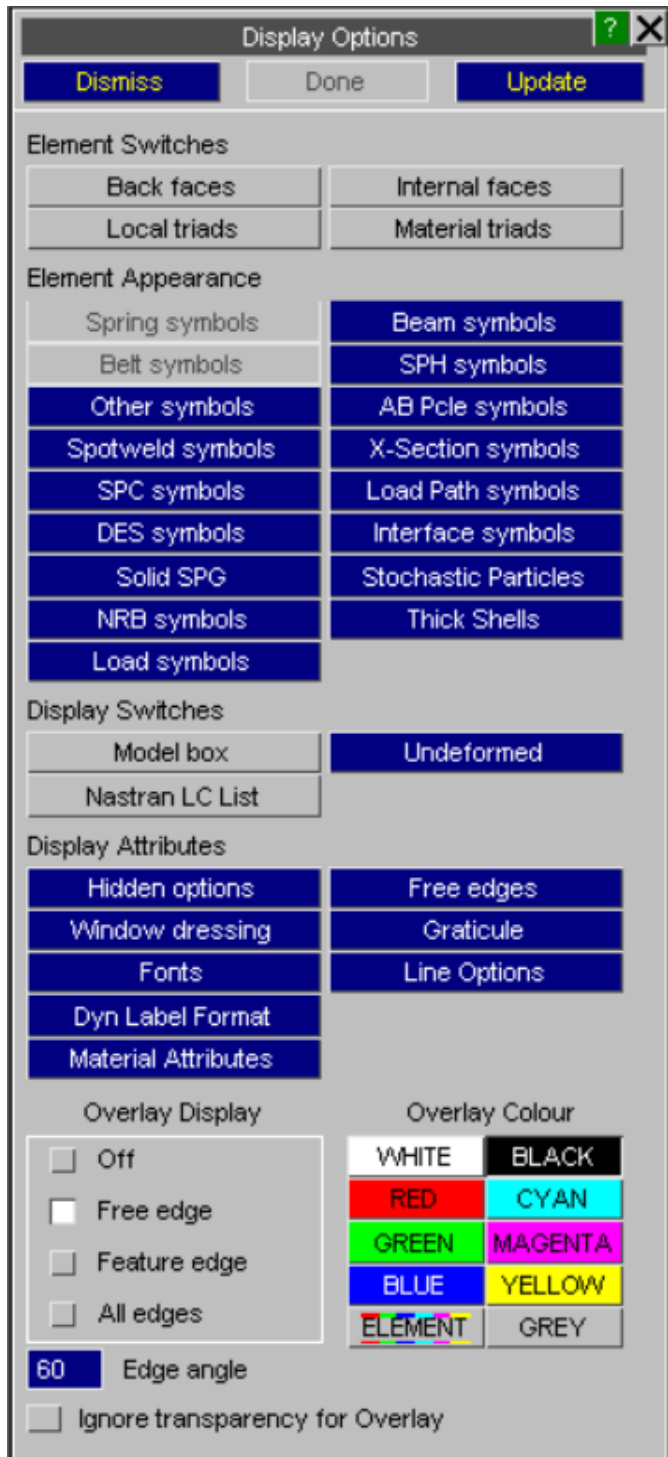 Display Options
?
Dismiss Done Update
Element Switches
Back faces Internal faces
Local triads Material triads
Element Appearance
Spring symbols Beam symbols
Belt symbols SPH symbols
Other symbols AB Pcle symbols
Spotweld symbols X-Section symbols
SPC symbols Load Path symbols
DES symbols Interface symbols
Solid SPG Stochastic Particles
NRB symbols Thick Shells
Load symbols
Display Switches
Model box Undeformed
Nastran LC List
Display Attributes
Hidden options Free edges
Window dressing Graticule
Fonts Line Options
Dyn Label Format
Material Attributes
Overlay Display
Off
Free edge
Feature edge
All edges
60 Edge angle
Overlay Colour
WHITE BLACK
RED CYAN
GREEN MAGENTA
BLUE YELLOW
ELEMENT GREY
Ignore transparency for Overlay